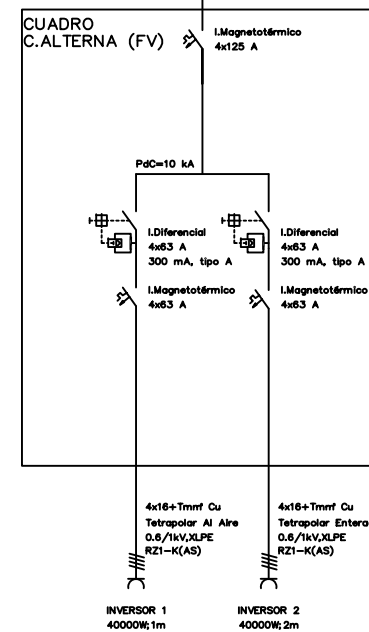 CUADRO
C.ALTERNA (FV)
I.Magnetotérmico
4x125 A
PdC=10 kA
I.Diferencial
4x63 A
300 mA, tipo A
I.Diferencial
4x63 A
300 mA, tipo A
I.Magnetotérmico
4x63 A
I.Magnetotérmico
4x63 A
4x16+Tmm² Cu
Tetrapolar Al Aire
0.6/1kV,XLPE
RZ1-K(AS)
4x16+Tmm² Cu
Tetrapolar Entera
0.6/1kV,XLPE
RZ1-K(AS)
INVERSOR 1
40000W;1m
INVERSOR 2
40000W;2m